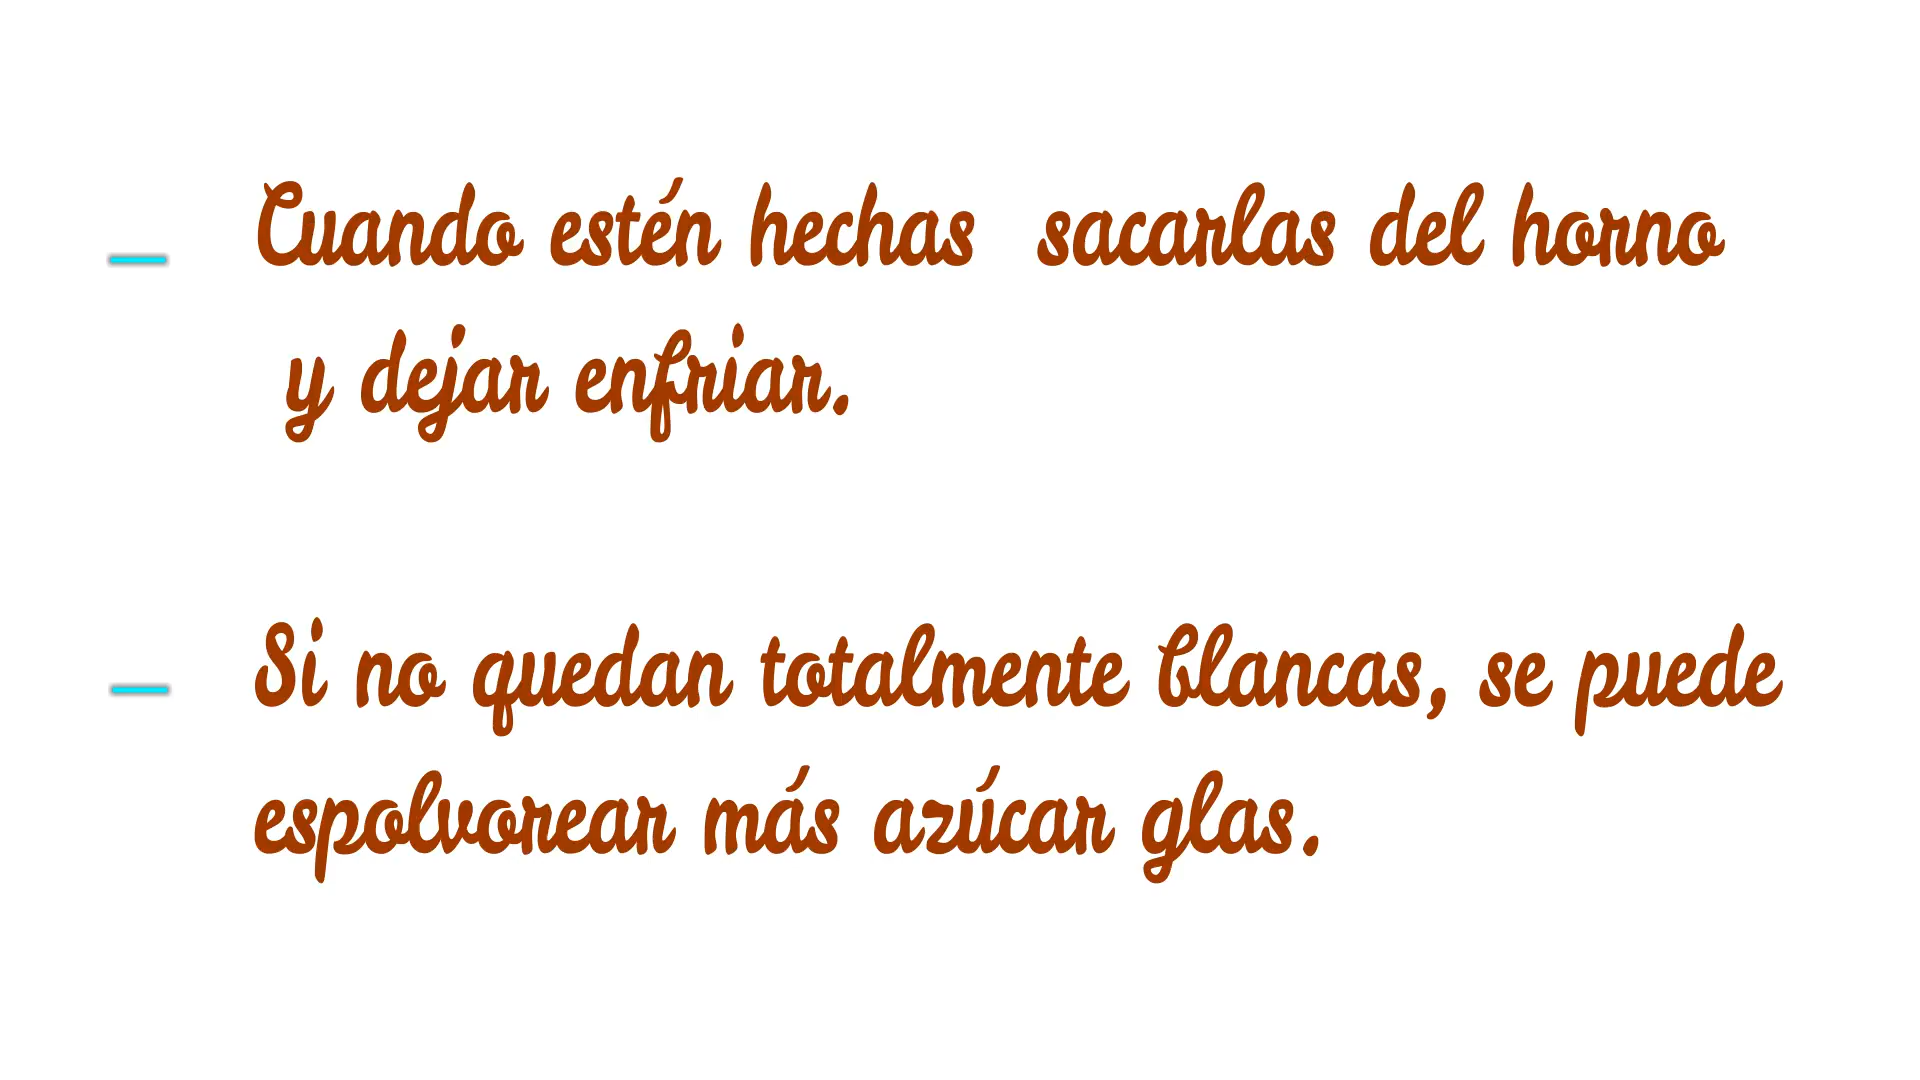 – Cuando estén hechas sacarlas del horno
y dejar enfriar.
– Si no quedan totalmente blancas, se puede
espolvorear más azúcar glas.